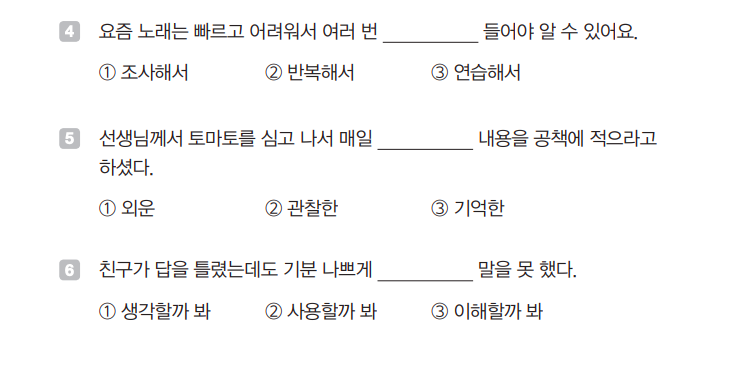 4 요즘 노래는 빠르고 어려워서 여러 번 __________ 들어야 알 수 있어요.
① 조사해서 ② 반복해서 ③ 연습해서
5 선생님께서 토마토를 심고 나서 매일 __________ 내용을 공책에 적으라고
하셨다.
① 외운 ② 관찰한 ③ 기억한
6 친구가 답을 틀렸는데도 기분 나쁘게 __________ 말을 못 했다.
① 생각할까 봐 ② 사용할까 봐 ③ 이해할까 봐